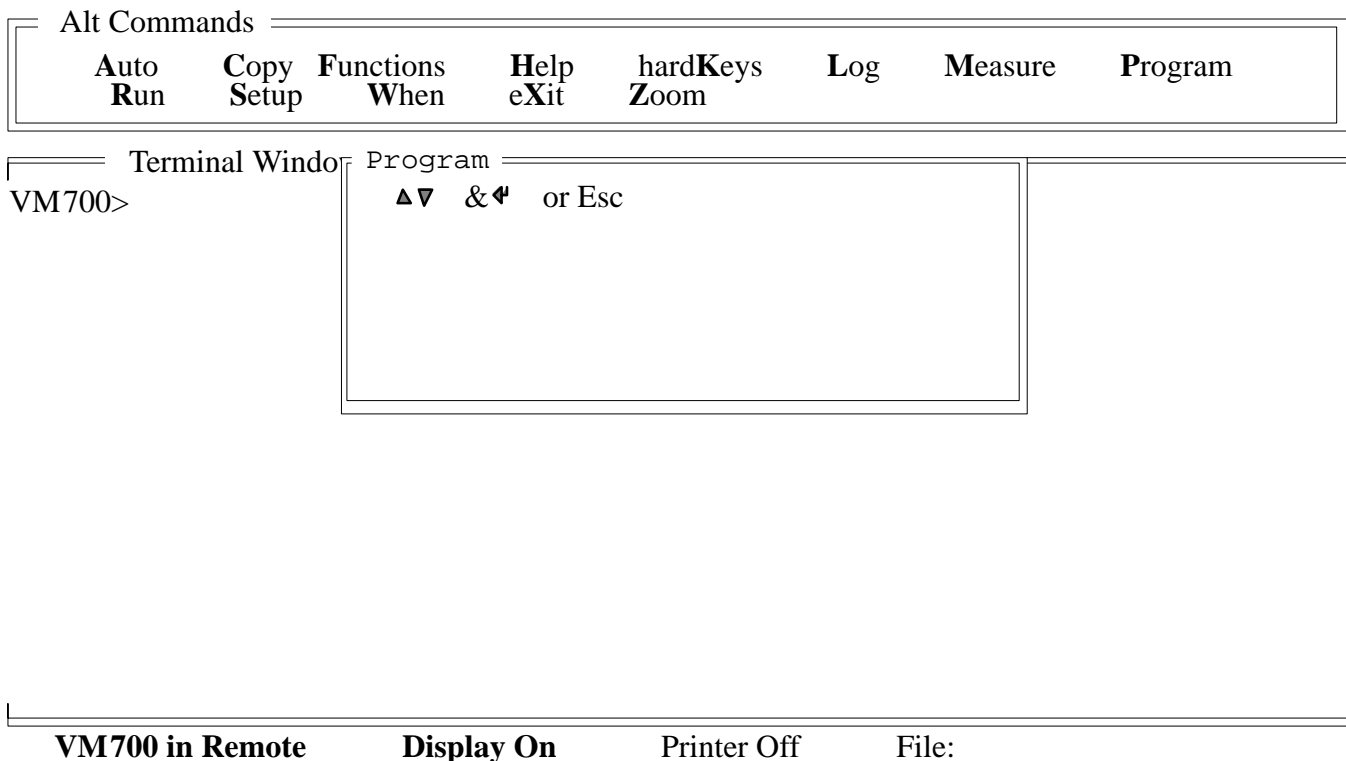 Alt Commands
Auto Copy Functions Help hardKeys Log Measure Program
Run Setup When eXit Zoom
Terminal Windo Program
VM700> △▽ &↵ or Esc
VM700 in Remote Display On Printer Off File: